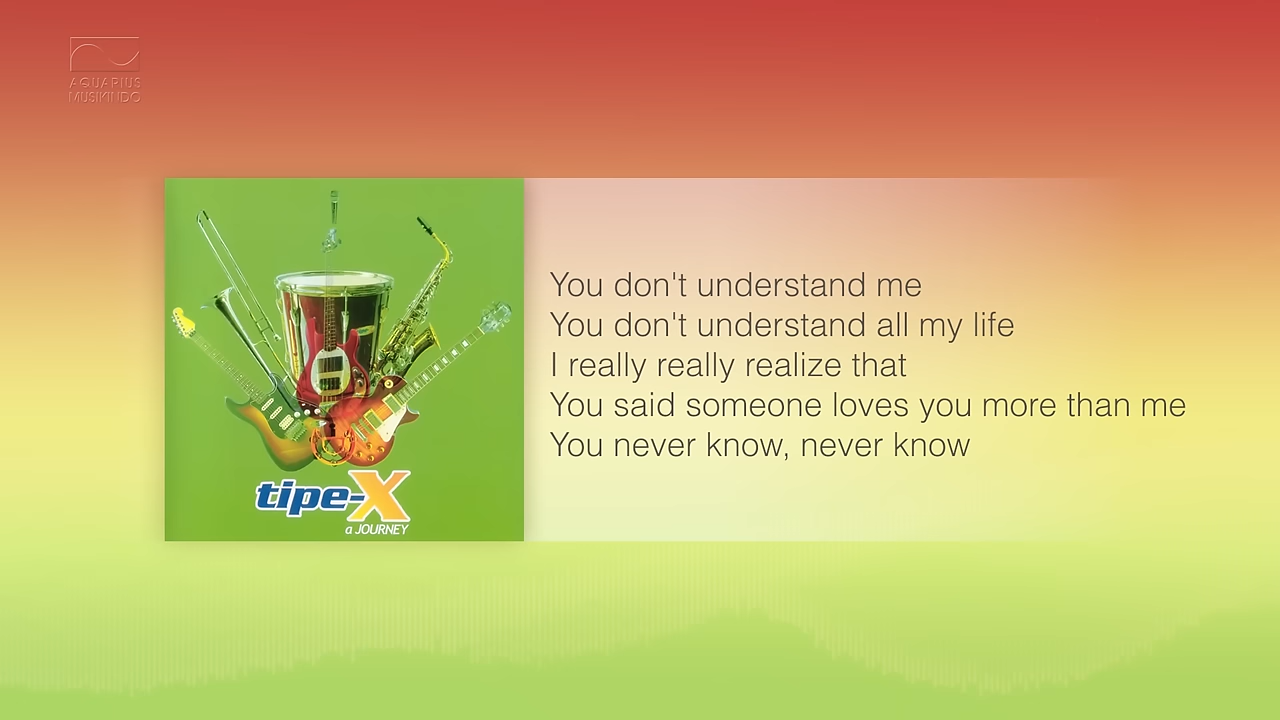 AQUARIUS
MUSIKINDO
tipe-X
a JOURNEY
You don't understand me
You don't understand all my life
I really really realize that
You said someone loves you more than me
You never know, never know